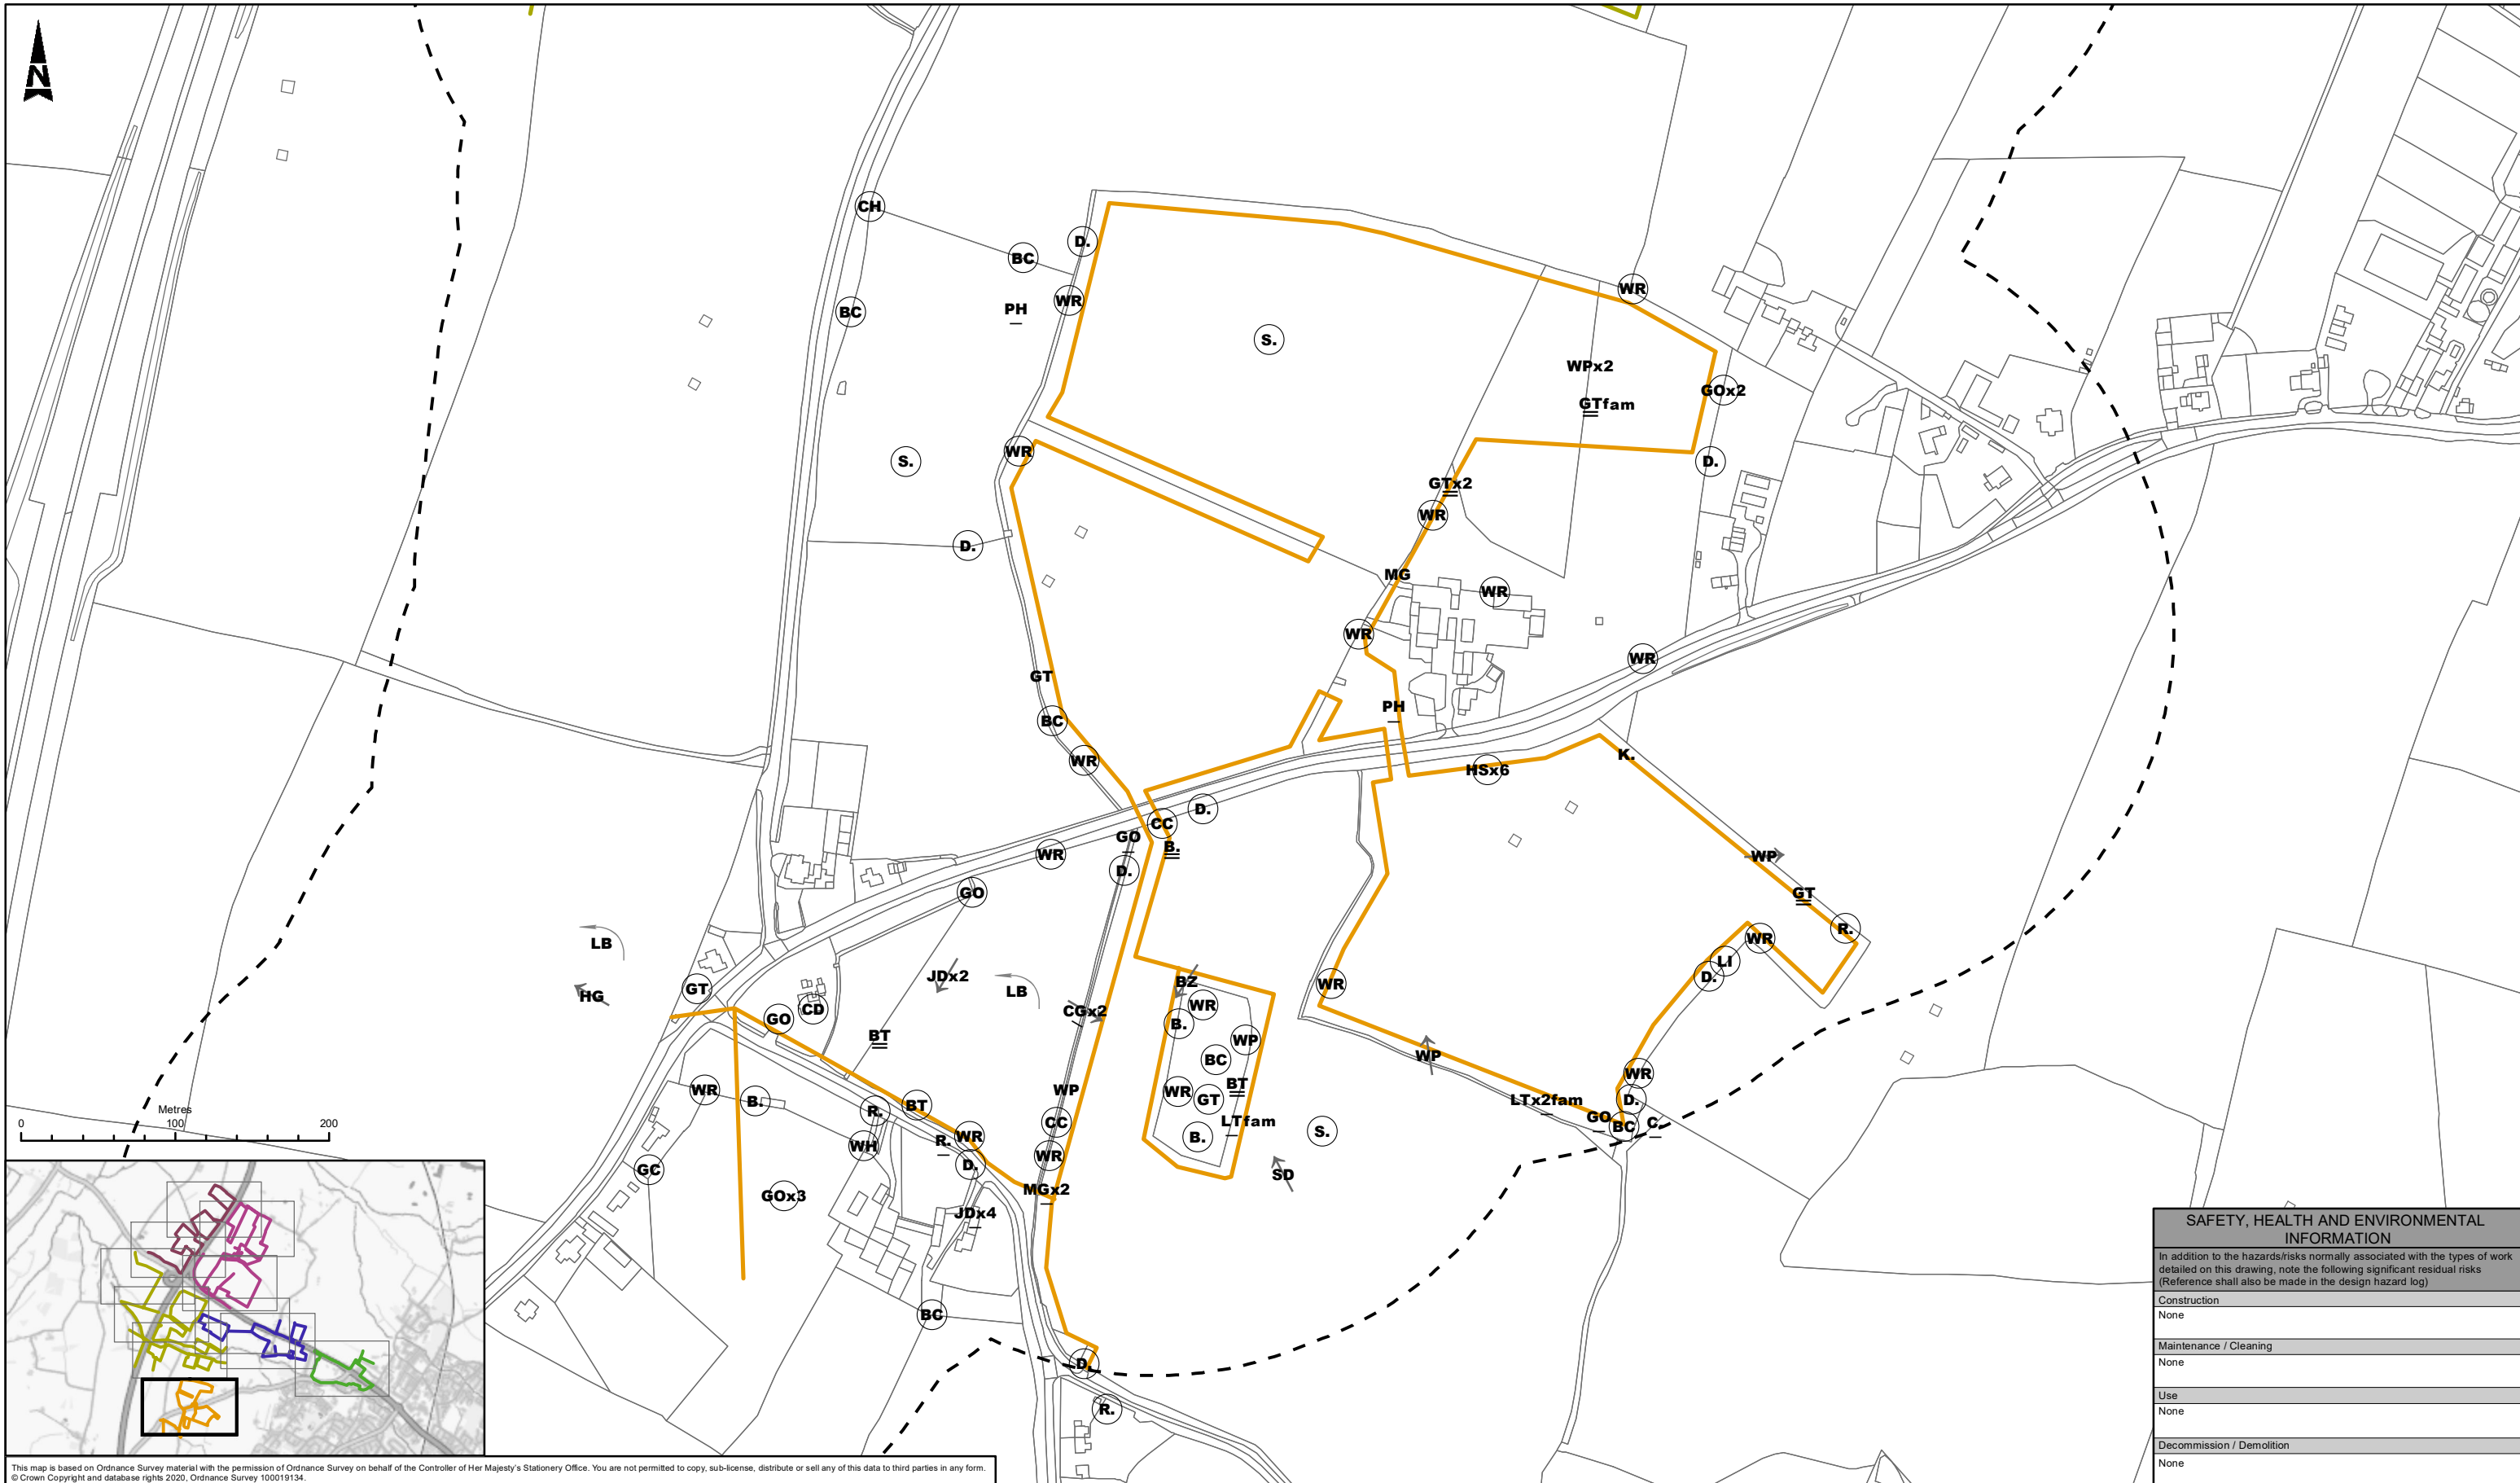 N
CH
D.
BC
WR
PH
BC
WR
S.
WPx2
GOx2
GTfam
WR
S.
D.
GTx2
WR
D.
MG
WR
WR
WR
GT
PH
BC
K.
WR
HSx6
D.
CC
GO
B.
WR
WP
D.
GO
GT
R.
WR
LB
LI
JDx2
D.
BZ
WR
LB
HG
GT
WR
CD
CGx2
GO
B.
BT
WP
WP
BC
WR
BT
WR
WP
WR
GT
D.
B.
LTx2fam
BT
R.
Metres
0 100 200
CC
LTfam
GO
BC
C.
S.
WR
B.
R.
WH
WR
D.
GC
SD
MGx2
GOx3
JDx4
BC
D.
R.
SAFETY, HEALTH AND ENVIRONMENTAL
INFORMATION
In addition to the hazards/risks normally associated with the types of work
detailed on this drawing, note the following significant residual risks
(Reference shall also be made in the design hazard log)
Construction
None
Maintenance / Cleaning
None
Use
None
Decommission / Demolition
None
This map is based on Ordnance Survey material with the permission of Ordnance Survey on behalf of the Controller of Her Majesty's Stationery Office. You are not permitted to copy, sub-license, distribute or sell any of this data to third parties in any form.
© Crown Copyright and database rights 2020, Ordnance Survey 100019134.